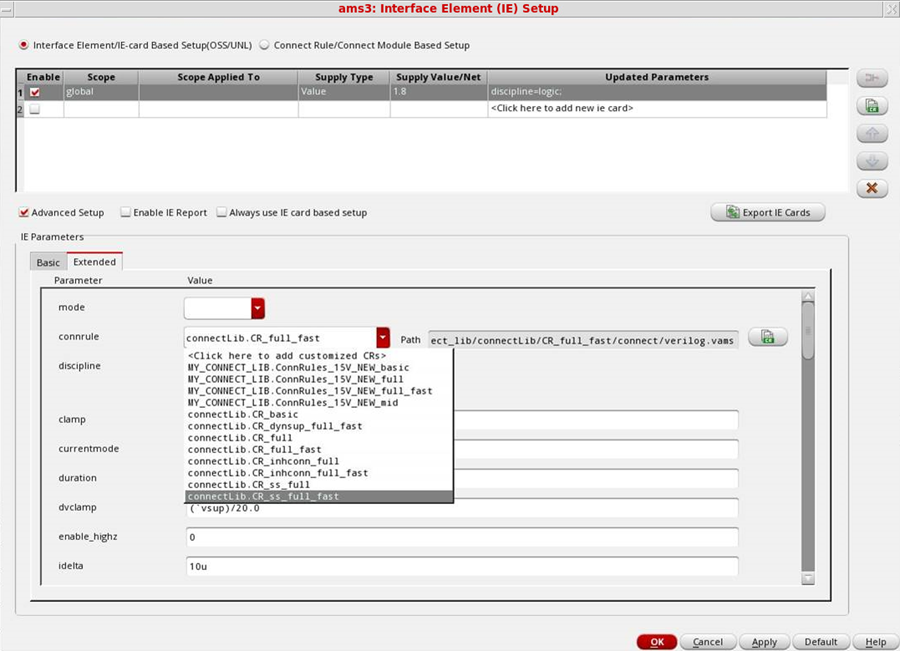 ams3: Interface Element (IE) Setup
Interface Element/IE-card Based Setup(OSS/UNL) Connect Rule/Connect Module Based Setup
Enable Scope Scope Applied To Supply Type Supply Value/Net Updated Parameters
1 global Value 1.8 discipline=logic;
2 <Click here to add new ie card>
Advanced Setup Enable IE Report Always use IE card based setup Export IE Cards
IE Parameters
Basic Extended
Parameter Value
mode
connrule connectLib.CR_full_fast Path ect_lib/connectLib/CR_full_fast/connect/verilog.vams
<Click here to add customized CRs>
discipline MY_CONNECT_LIB.ConnRules_15V_NEW_basic
MY_CONNECT_LIB.ConnRules_15V_NEW_full
MY_CONNECT_LIB.ConnRules_15V_NEW_full_fast
MY_CONNECT_LIB.ConnRules_15V_NEW_mid
clamp connectLib.CR_basic
connectLib.CR_dynsup_full_fast
connectLib.CR_full
currentmode connectLib.CR_full_fast
connectLib.CR_inhconn_full
duration connectLib.CR_inhconn_full_fast
connectLib.CR_ss_full
connectLib.CR_ss_full_fast
dvclamp (`vsup)/20.0
enable_highz 0
idelta 10u
OK Cancel Apply Default Help